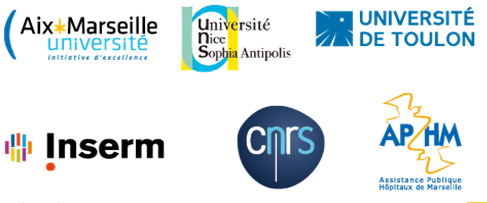 Aix*Marseille
université
initiative d'excellence
Université
Nice
Sophia Antipolis
UNIVERSITÉ
DE TOULON
Inserm
cnrs
AP HM
Assistance Publique
Hôpitaux de Marseille